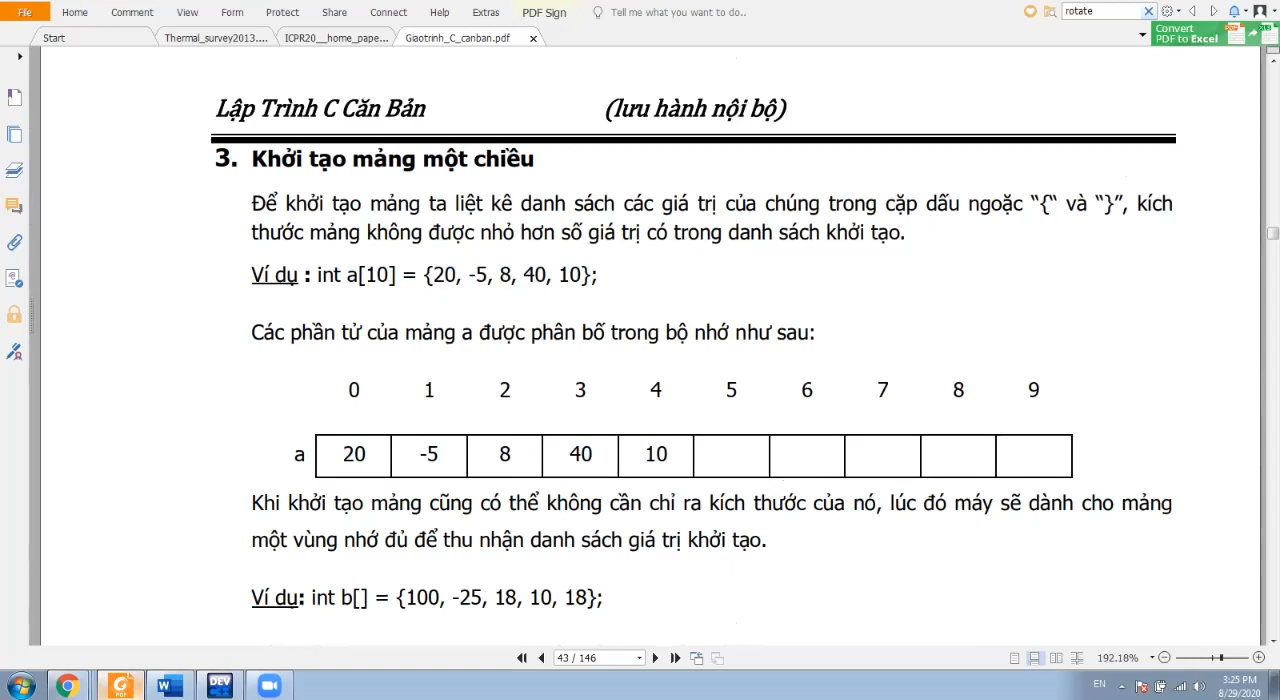 File Home Comment View Form Protect Share Connect Help Extras PDF Sign Tell me what you want to do.. rotate
Start Thermal_survey2013.... ICPR20__home_pape... Giaotrinh_C_canban.pdf
Convert
PDF to Excel
Lập Trình C Căn Bản (lưu hành nội bộ)
3. Khởi tạo mảng một chiều
Để khởi tạo mảng ta liệt kê danh sách các giá trị của chúng trong cặp dấu ngoặc “{“ và “}”, kích
thước mảng không được nhỏ hơn số giá trị có trong danh sách khởi tạo.
Ví dụ : int a[10] = {20, -5, 8, 40, 10};
Các phần tử của mảng a được phân bố trong bộ nhớ như sau:
0 1 2 3 4 5 6 7 8 9
a 20 -5 8 40 10
Khi khởi tạo mảng cũng có thể không cần chỉ ra kích thước của nó, lúc đó máy sẽ dành cho mảng
một vùng nhớ đủ để thu nhận danh sách giá trị khởi tạo.
Ví dụ: int b[] = {100, -25, 18, 10, 18};
43 / 146 192.18%
EN 3:25 PM
8/29/2020